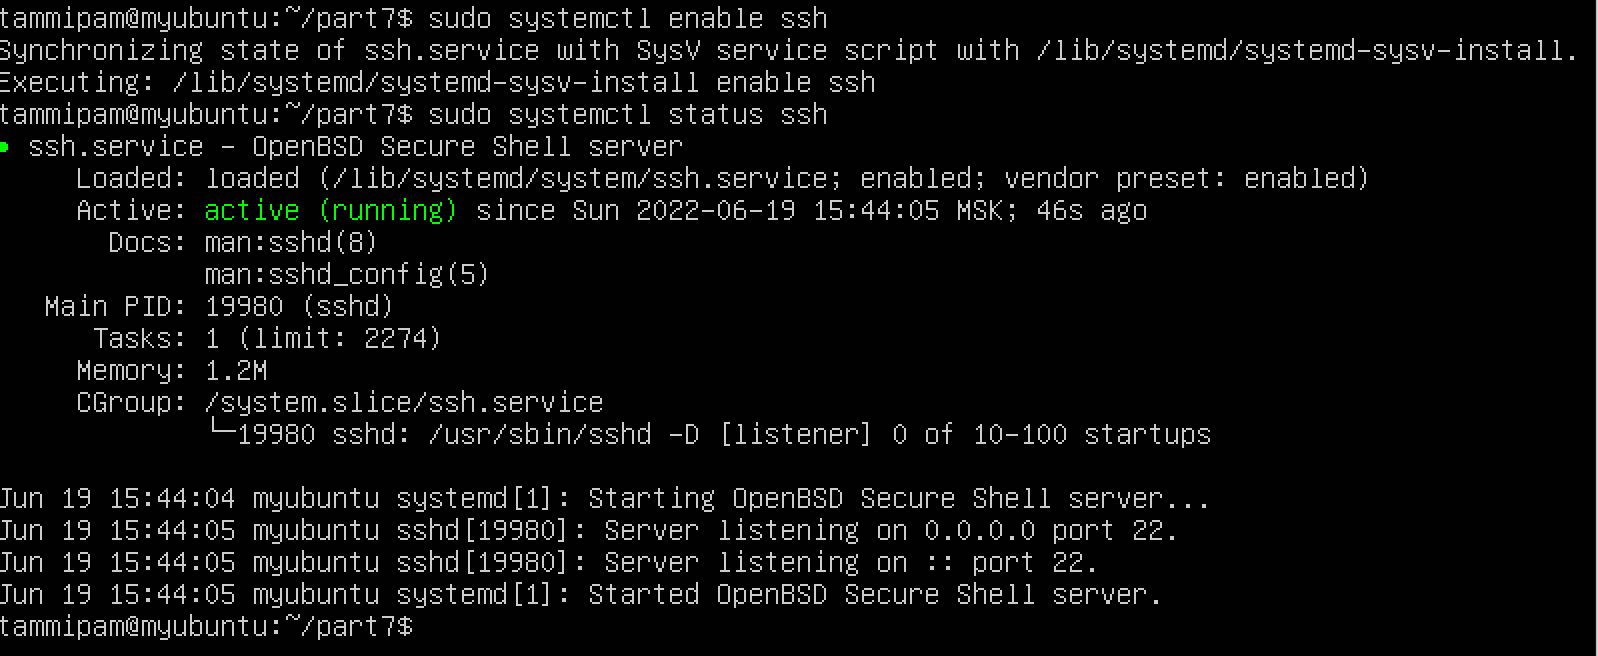 tammipam@myubuntu:~/part7$ sudo systemctl enable ssh
Synchronizing state of ssh.service with SysV service script with /lib/systemd/systemd-sysv-install.
Executing: /lib/systemd/systemd-sysv-install enable ssh
tammipam@myubuntu:~/part7$ sudo systemctl status ssh
● ssh.service - OpenBSD Secure Shell server
     Loaded: loaded (/lib/systemd/system/ssh.service; enabled; vendor preset: enabled)
     Active: active (running) since Sun 2022-06-19 15:44:05 MSK; 46s ago
       Docs: man:sshd(8)
             man:sshd_config(5)
   Main PID: 19980 (sshd)
      Tasks: 1 (limit: 2274)
     Memory: 1.2M
     CGroup: /system.slice/ssh.service
             └─19980 sshd: /usr/sbin/sshd -D [listener] 0 of 10-100 startups

Jun 19 15:44:04 myubuntu systemd[1]: Starting OpenBSD Secure Shell server...
Jun 19 15:44:05 myubuntu sshd[19980]: Server listening on 0.0.0.0 port 22.
Jun 19 15:44:05 myubuntu sshd[19980]: Server listening on :: port 22.
Jun 19 15:44:05 myubuntu systemd[1]: Started OpenBSD Secure Shell server.
tammipam@myubuntu:~/part7$